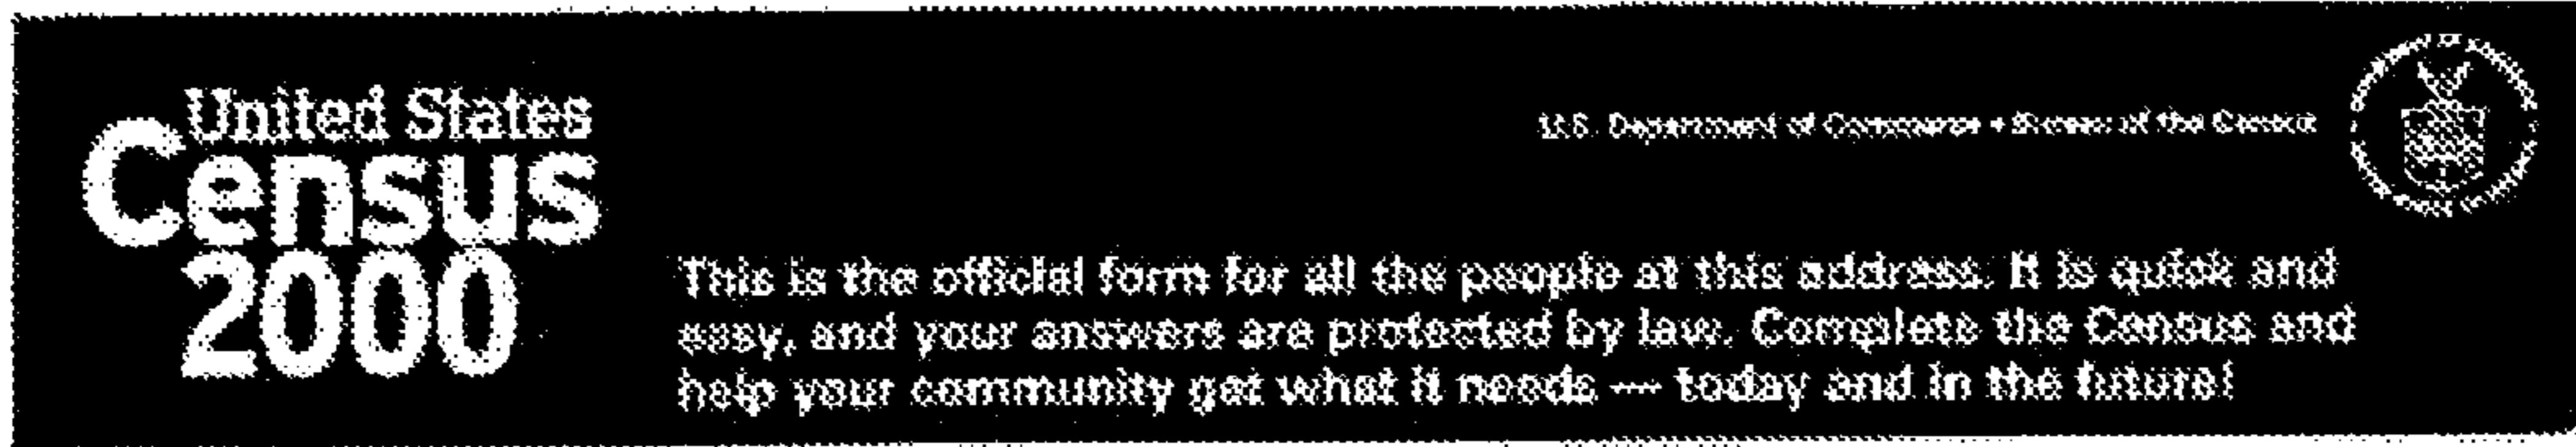 United States
Census
2000
U.S. Department of Commerce • Bureau of the Census
This is the official form for all the people at this address. It is quick and
easy, and your answers are protected by law. Complete the Census and
help your community get what it needs — today and in the future!